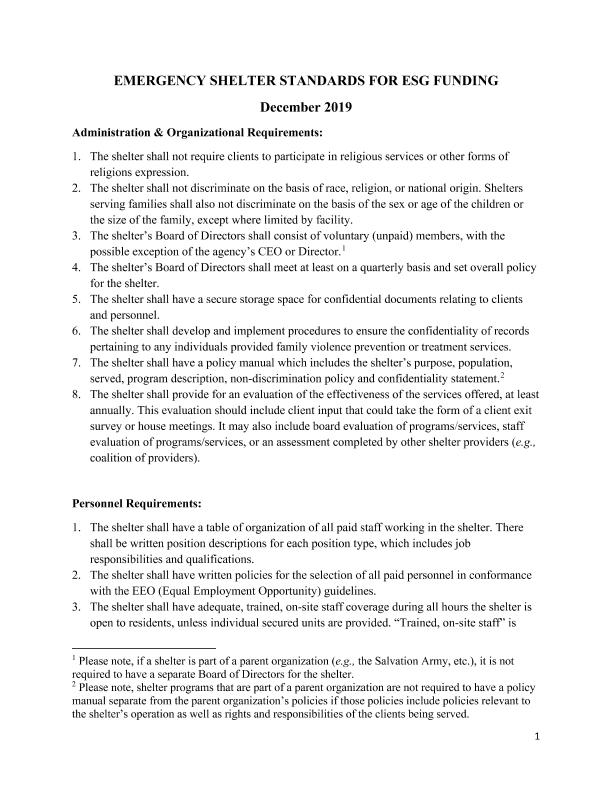 EMERGENCY SHELTER STANDARDS FOR ESG FUNDING
December 2019
Administration & Organizational Requirements:
1. The shelter shall not require clients to participate in religious services or other forms of
religions expression.
2. The shelter shall not discriminate on the basis of race, religion, or national origin. Shelters
serving families shall also not discriminate on the basis of the sex or age of the children or
the size of the family, except where limited by facility.
3. The shelter’s Board of Directors shall consist of voluntary (unpaid) members, with the
possible exception of the agency’s CEO or Director.1
4. The shelter’s Board of Directors shall meet at least on a quarterly basis and set overall policy
for the shelter.
5. The shelter shall have a secure storage space for confidential documents relating to clients
and personnel.
6. The shelter shall develop and implement procedures to ensure the confidentiality of records
pertaining to any individuals provided family violence prevention or treatment services.
7. The shelter shall have a policy manual which includes the shelter’s purpose, population,
served, program description, non-discrimination policy and confidentiality statement.2
8. The shelter shall provide for an evaluation of the effectiveness of the services offered, at least
annually. This evaluation should include client input that could take the form of a client exit
survey or house meetings. It may also include board evaluation of programs/services, staff
evaluation of programs/services, or an assessment completed by other shelter providers (e.g.,
coalition of providers).
Personnel Requirements:
1. The shelter shall have a table of organization of all paid staff working in the shelter. There
shall be written position descriptions for each position type, which includes job
responsibilities and qualifications.
2. The shelter shall have written policies for the selection of all paid personnel in conformance
with the EEO (Equal Employment Opportunity) guidelines.
3. The shelter shall have adequate, trained, on-site staff coverage during all hours the shelter is
open to residents, unless individual secured units are provided. “Trained, on-site staff” is
1 Please note, if a shelter is part of a parent organization (e.g., the Salvation Army, etc.), it is not
required to have a separate Board of Directors for the shelter.
2 Please note, shelter programs that are part of a parent organization are not required to have a policy
manual separate from the parent organization’s policies if those policies include policies relevant to
the shelter’s operation as well as rights and responsibilities of the clients being served.
1